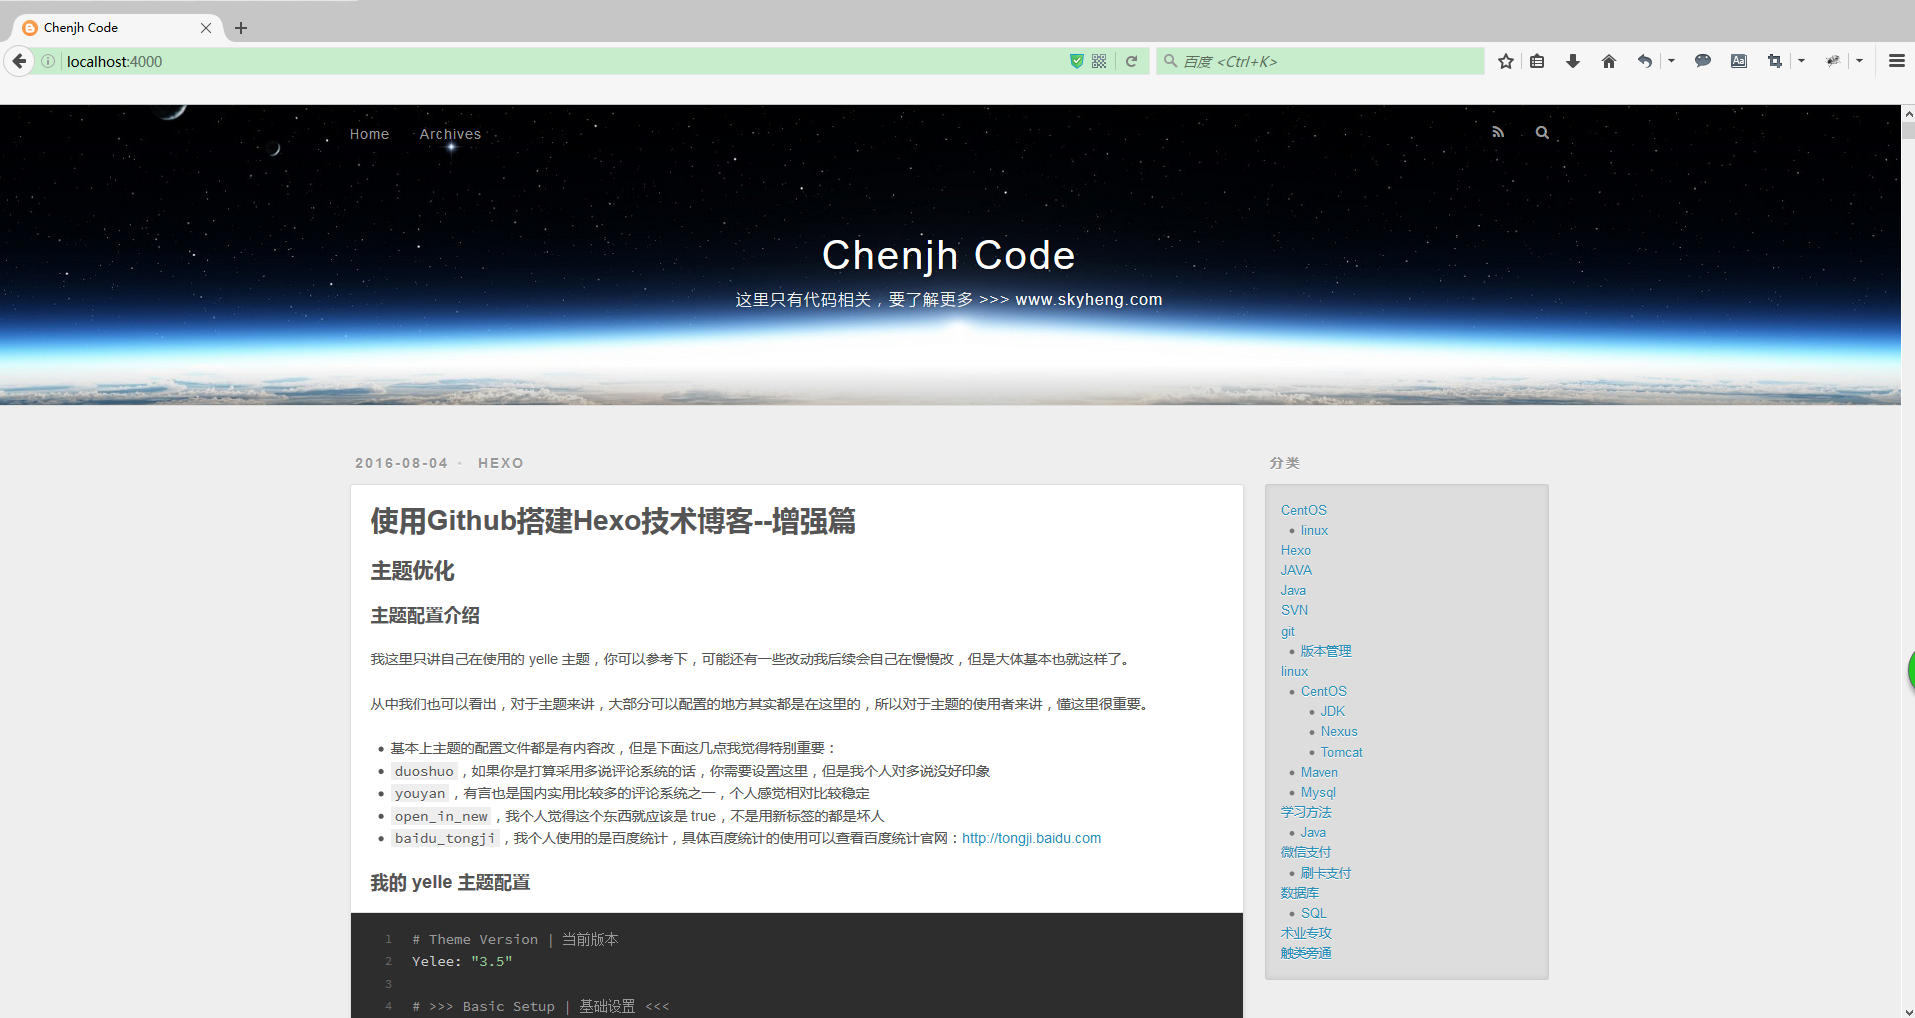 Chenjh Code
localhost:4000
百度 <Ctrl+K>
Home
Archives
Chenjh Code
这里只有代码相关，要了解更多 >>> www.skyheng.com
2016-08-04 · HEXO
使用Github搭建Hexo技术博客--增强篇
主题优化
主题配置介绍
我这里只讲自己在使用的 yelle 主题，你可以参考下，可能还有一些改动我后续会自己在慢慢改，但是大体基本也就这样了。
从中我们也可以看出，对于主题来讲，大部分可以配置的地方其实都是在这里的，所以对于主题的使用者来讲，懂这里很重要。
基本上主题的配置文件都是有内容改，但是下面这几点我觉得特别重要：
duoshuo ，如果你是打算采用多说评论系统的话，你需要设置这里，但是我个人对多说没好印象
youyan ，有言也是国内实用比较多的评论系统之一，个人感觉相对比较稳定
open_in_new ，我个人觉得这个东西就应该是 true，不是用新标签的都是坏人
baidu_tongji ，我个人使用的是百度统计，具体百度统计的使用可以查看百度统计官网：http://tongji.baidu.com
我的 yelle 主题配置
1 # Theme Version | 当前版本
2 Yelee: "3.5"
3
4 # >>> Basic Setup | 基础设置 <<<
分类
CentOS
linux
Hexo
JAVA
Java
SVN
git
版本管理
linux
CentOS
JDK
Nexus
Tomcat
Maven
Mysql
学习方法
Java
微信支付
刷卡支付
数据库
SQL
术业专攻
触类旁通